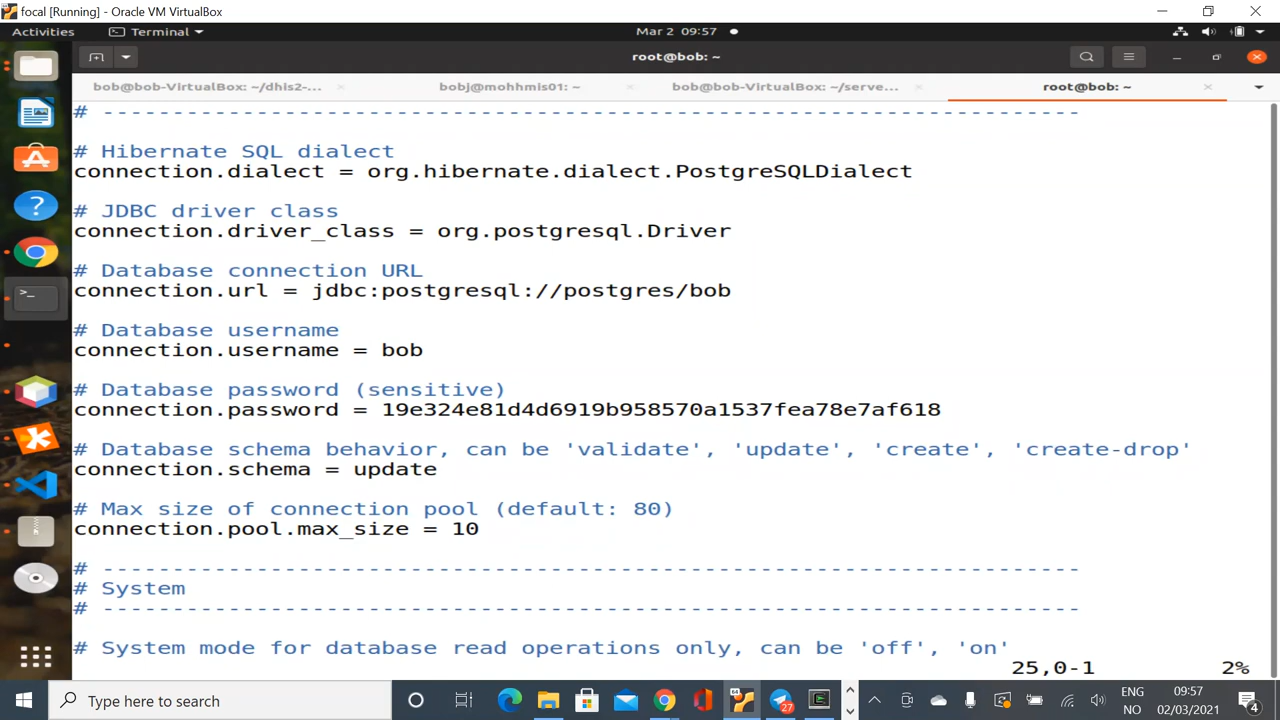 focal [Running] - Oracle VM VirtualBox
Activities Terminal Mar 2 09:57
root@bob: ~
bob@bob-VirtualBox: ~/dhis2-... bobj@mohhmis01: ~ bob@bob-VirtualBox: ~/serve... root@bob: ~
# ----------------------------------------------------------------------
# Hibernate SQL dialect
connection.dialect = org.hibernate.dialect.PostgreSQLDialect
# JDBC driver class
connection.driver_class = org.postgresql.Driver
# Database connection URL
connection.url = jdbc:postgresql://postgres/bob
# Database username
connection.username = bob
# Database password (sensitive)
connection.password = 19e324e81d4d6919b958570a1537fea78e7af618
# Database schema behavior, can be 'validate', 'update', 'create', 'create-drop'
connection.schema = update
# Max size of connection pool (default: 80)
connection.pool.max_size = 10
# ----------------------------------------------------------------------
# System
# ----------------------------------------------------------------------
# System mode for database read operations only, can be 'off', 'on'
25,0-1 2%
Type here to search 27 ENG 09:57
NO 02/03/2021 4